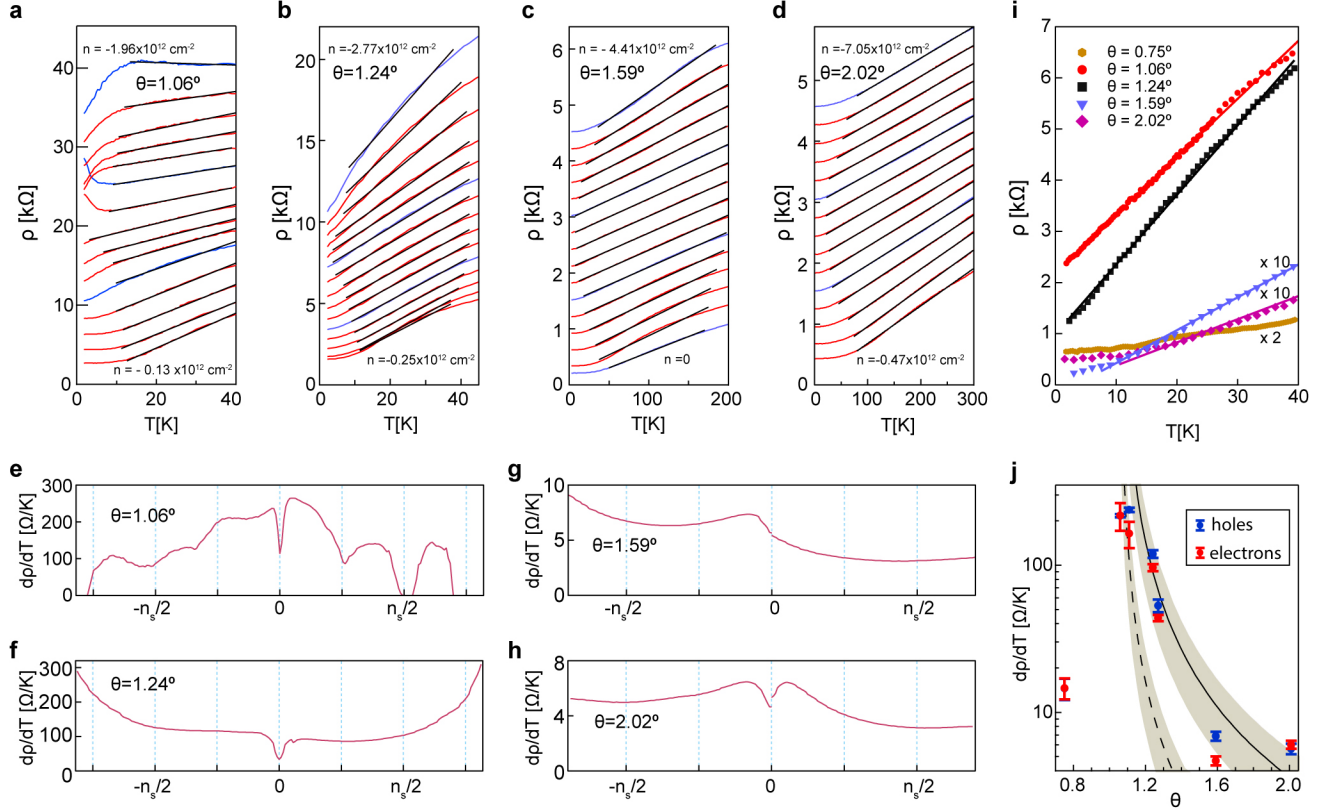 a
n = -1.96x10¹² cm⁻²
θ=1.06º
n = - 0.13 x10¹² cm⁻²
ρ [kΩ]
40
30
20
10
0
0 20 40
T[K]
b
n =-2.77x10¹² cm⁻²
θ=1.24º
n =-0.25x10¹² cm⁻²
ρ [kΩ]
20
15
10
5
0
0 20 40
T[K]
c
n = - 4.41x10¹² cm⁻²
θ=1.59º
n =0
ρ [kΩ]
6
5
4
3
2
1
0
0 100 200
T[K]
d
n =-7.05x10¹² cm⁻²
θ=2.02º
n =-0.47x10¹² cm⁻²
ρ [kΩ]
5
4
3
2
1
0
0 100 200 300
T[K]
i
θ = 0.75º
θ = 1.06º
θ = 1.24º
θ = 1.59º
θ = 2.02º
x 10
x 10
x 2
ρ [kΩ]
7
6
5
4
3
2
1
0
0 10 20 30 40
T[K]
e
θ=1.06º
dρ/dT [Ω/K]
300
200
100
0
-nₛ/2 0 nₛ/2
g
θ=1.59º
dρ/dT [Ω/K]
10
5
0
-nₛ/2 0 nₛ/2
f
θ=1.24º
dρ/dT [Ω/K]
300
200
100
0
-nₛ/2 0 nₛ/2
h
θ=2.02º
dρ/dT [Ω/K]
8
4
0
-nₛ/2 0 nₛ/2
j
holes
electrons
dρ/dT [Ω/K]
100
10
0.8 1.2 1.6 2.0
θ